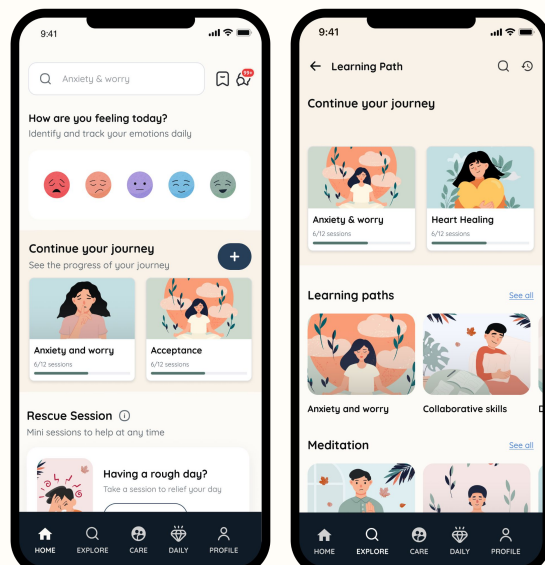 9:41
Anxiety & worry
99+
How are you feeling today?
Identify and track your emotions daily
Continue your journey
See the progress of your journey
+
Anxiety and worry
6/12 sessions
Acceptance
6/12 sessions
Rescue Session
Mini sessions to help at any time
Having a rough day?
Take a session to relief your day
HOME
EXPLORE
CARE
DAILY
PROFILE
9:41
Learning Path
Continue your journey
Anxiety & worry
6/12 sessions
Heart Healing
6/12 sessions
Learning paths
See all
Anxiety and worry
Collaborative skills
Meditation
See all
HOME
EXPLORE
CARE
DAILY
PROFILE